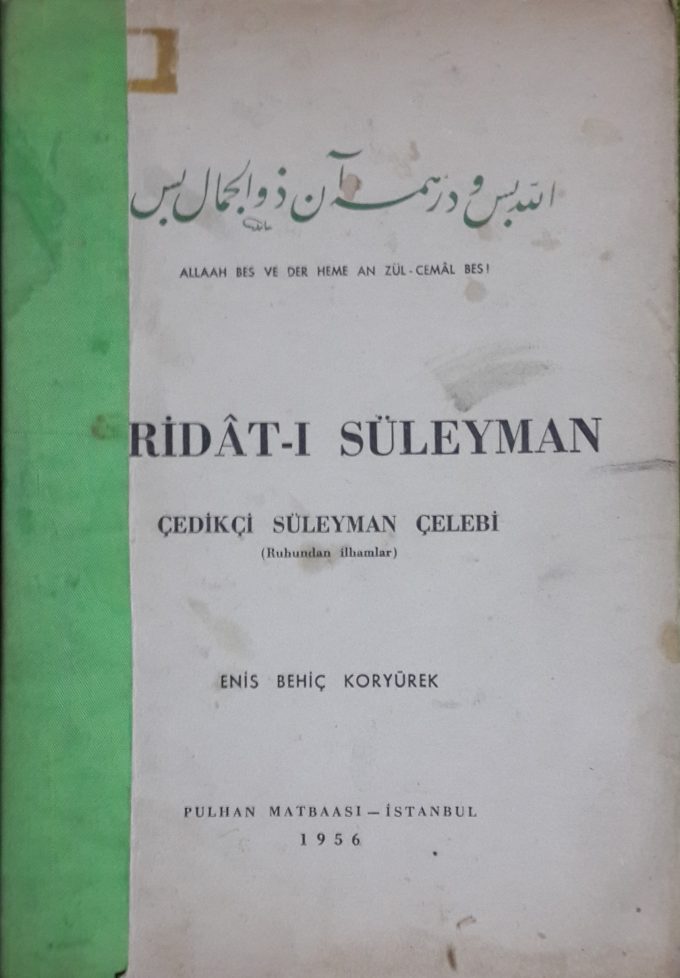 الله بس و در همه آن ذو الجمال بس
ALLAAH BES VE DER HEME AN ZÜL-CEMÂL BES!
RİDÂT-I SÜLEYMAN
ÇEDİKÇİ SÜLEYMAN ÇELEBİ
(Ruhundan ilhamlar)
ENİS BEHİÇ KORYÜREK
PULHAN MATBAASI — İSTANBUL
1956